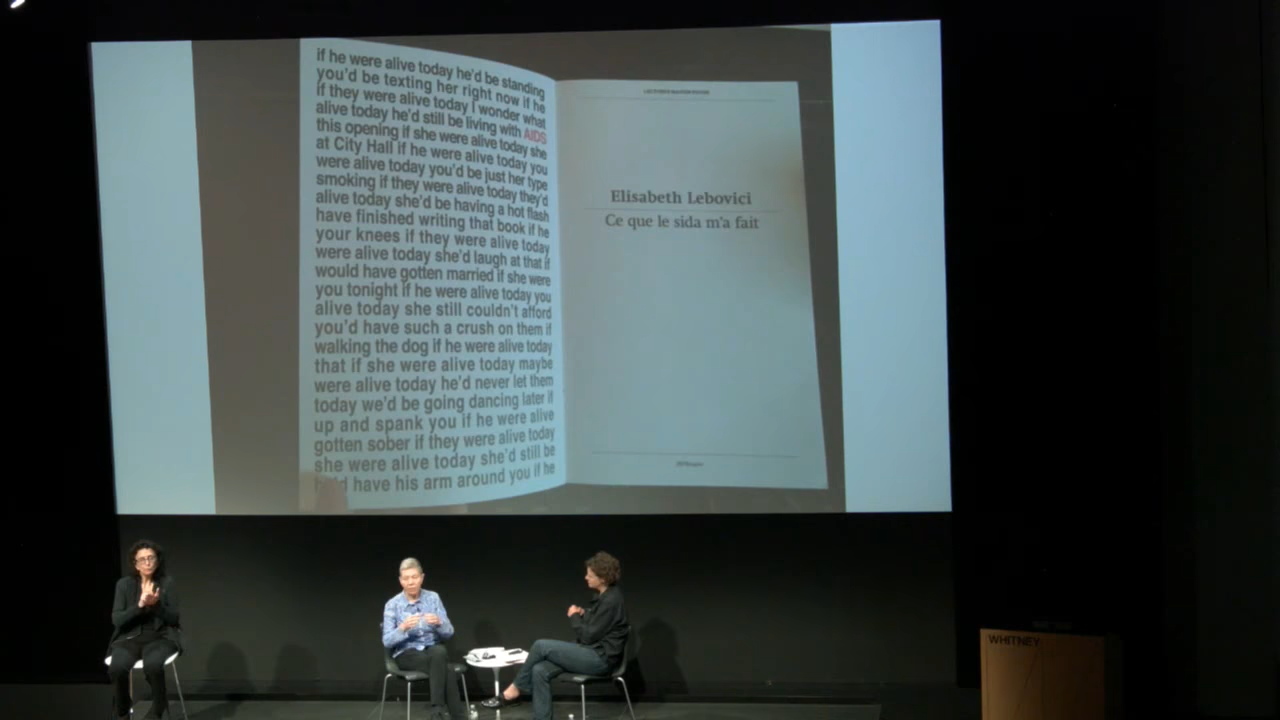 if he were alive today he'd be standing
you'd be texting her right now if he
if they were alive today I wonder what
alive today he'd still be living with AIDS
this opening if she were alive today she
at City Hall if he were alive today you
were alive today you'd be just her type
smoking if they were alive today they'd
alive today she'd be having a hot flash
have finished writing that book if he
your knees if they were alive today
were alive today she'd laugh at that if
would have gotten married if she were
you tonight if he were alive today you
alive today she still couldn't afford
you'd have such a crush on them if
walking the dog if he were alive today
that if she were alive today maybe
were alive today he'd never let them
today we'd be going dancing later if
up and spank you if he were alive
gotten sober if they were alive today
she were alive today she'd still be
have his arm around you if he
Elisabeth Lebovici
Ce que le sida m'a fait
WHITNEY